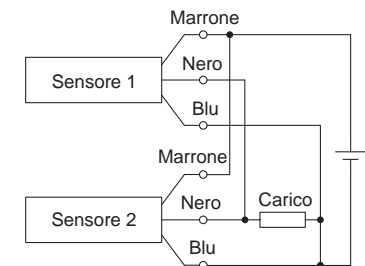 Marrone
Nero
Sensore 1
Blu
Marrone
Nero
Carico
Sensore 2
Blu